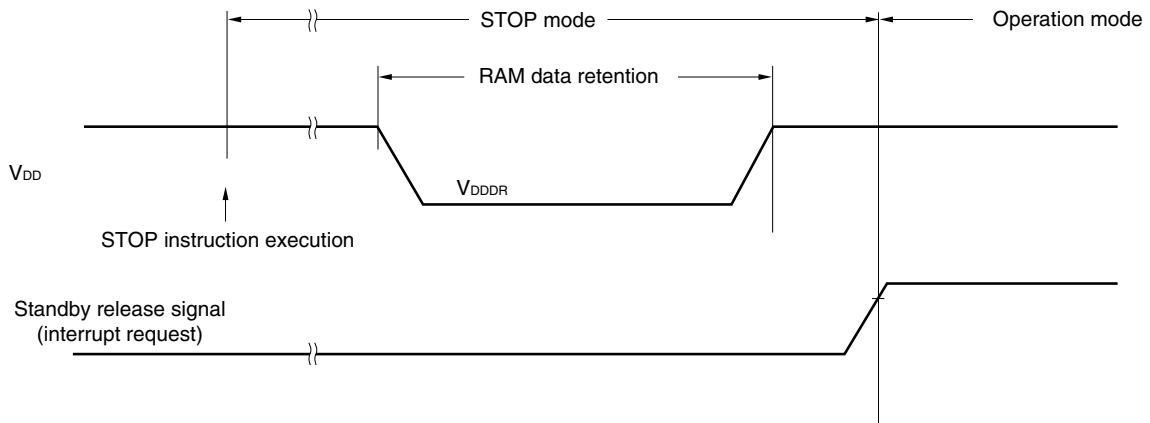 STOP mode
Operation mode
RAM data retention
VDD
VDDDR
STOP instruction execution
Standby release signal
(interrupt request)